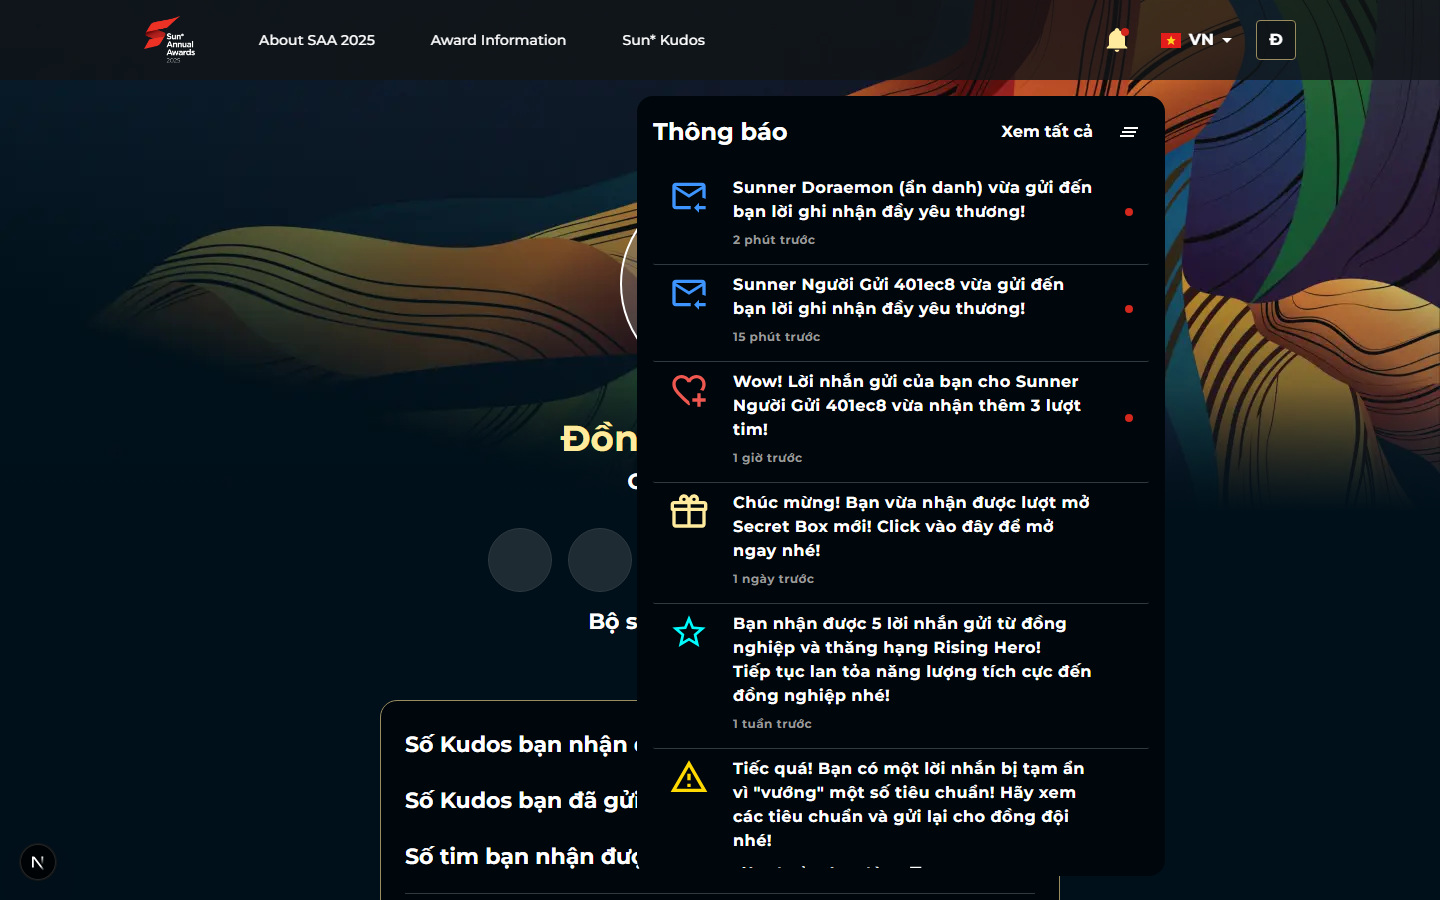 Sun*
Annual
Awards
2025
About SAA 2025
Award Information
Sun* Kudos
VN
Đ
Thông báo
Xem tất cả
Sunner Doraemon (ẩn danh) vừa gửi đến
bạn lời ghi nhận đầy yêu thương!
2 phút trước
Sunner Người Gửi 401ec8 vừa gửi đến
bạn lời ghi nhận đầy yêu thương!
15 phút trước
Wow! Lời nhắn gửi của bạn cho Sunner
Người Gửi 401ec8 vừa nhận thêm 3 lượt
tim!
1 giờ trước
Chúc mừng! Bạn vừa nhận được lượt mở
Secret Box mới! Click vào đây để mở
ngay nhé!
1 ngày trước
Bạn nhận được 5 lời nhắn gửi từ đồng
nghiệp và thăng hạng Rising Hero!
Tiếp tục lan tỏa năng lượng tích cực đến
đồng nghiệp nhé!
1 tuần trước
Tiếc quá! Bạn có một lời nhắn bị tạm ẩn
vì "vướng" một số tiêu chuẩn! Hãy xem
các tiêu chuẩn và gửi lại cho đồng đội
nhé!
Đồn
Bộ s
Số Kudos bạn nhận
Số Kudos bạn đã gửi
Số tim bạn nhận đượ
N